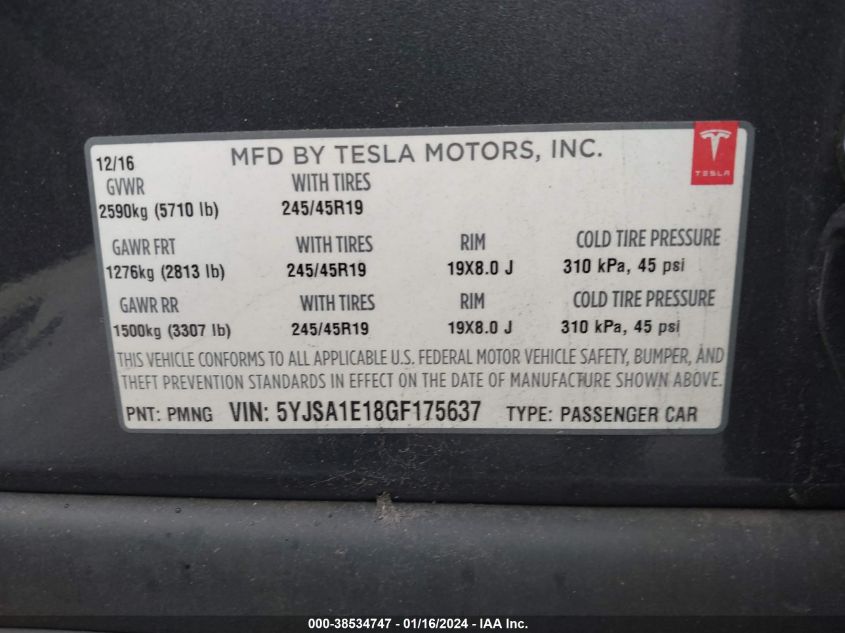 12/16 MFD BY TESLA MOTORS, INC.
TESLA
GVWR WITH TIRES
2590kg (5710 lb) 245/45R19
GAWR FRT WITH TIRES RIM COLD TIRE PRESSURE
1276kg (2813 lb) 245/45R19 19X8.0 J 310 kPa, 45 psi
GAWR RR WITH TIRES RIM COLD TIRE PRESSURE
1500kg (3307 lb) 245/45R19 19X8.0 J 310 kPa, 45 psi
THIS VEHICLE CONFORMS TO ALL APPLICABLE U.S. FEDERAL MOTOR VEHICLE SAFETY, BUMPER, AND
THEFT PREVENTION STANDARDS IN EFFECT ON THE DATE OF MANUFACTURE SHOWN ABOVE.
PNT: PMNG VIN: 5YJSA1E18GF175637 TYPE: PASSENGER CAR
000-38534747 - 01/16/2024 - IAA Inc.